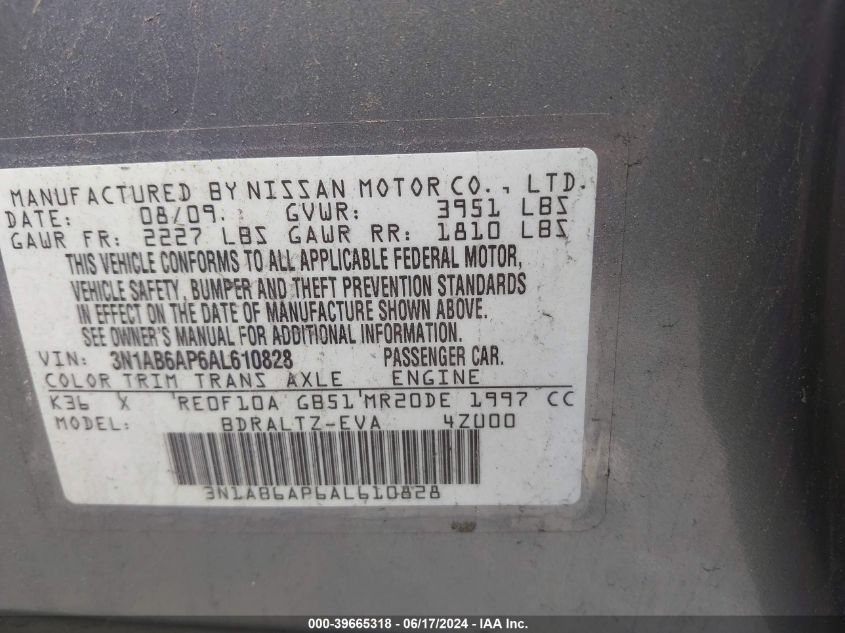 MANUFACTURED BY NISSAN MOTOR CO., LTD.
DATE: 08/09. GVWR: 3951 LBS
GAWR FR: 2227 LBS GAWR RR: 1810 LBS
THIS VEHICLE CONFORMS TO ALL APPLICABLE FEDERAL MOTOR,
VEHICLE SAFETY, BUMPER AND THEFT PREVENTION STANDARDS
IN EFFECT ON THE DATE OF MANUFACTURE SHOWN ABOVE.
SEE OWNER'S MANUAL FOR ADDITIONAL INFORMATION.
VIN: 3N1AB6AP6AL610828 PASSENGER CAR.
COLOR TRIM TRANS AXLE ENGINE
K36 X RE0F10A GB51 MR20DE 1997 CC
MODEL: BDRALTZ-EVA 4ZU00
3N1AB6AP6AL610828
000-39665318 - 06/17/2024 - IAA Inc.